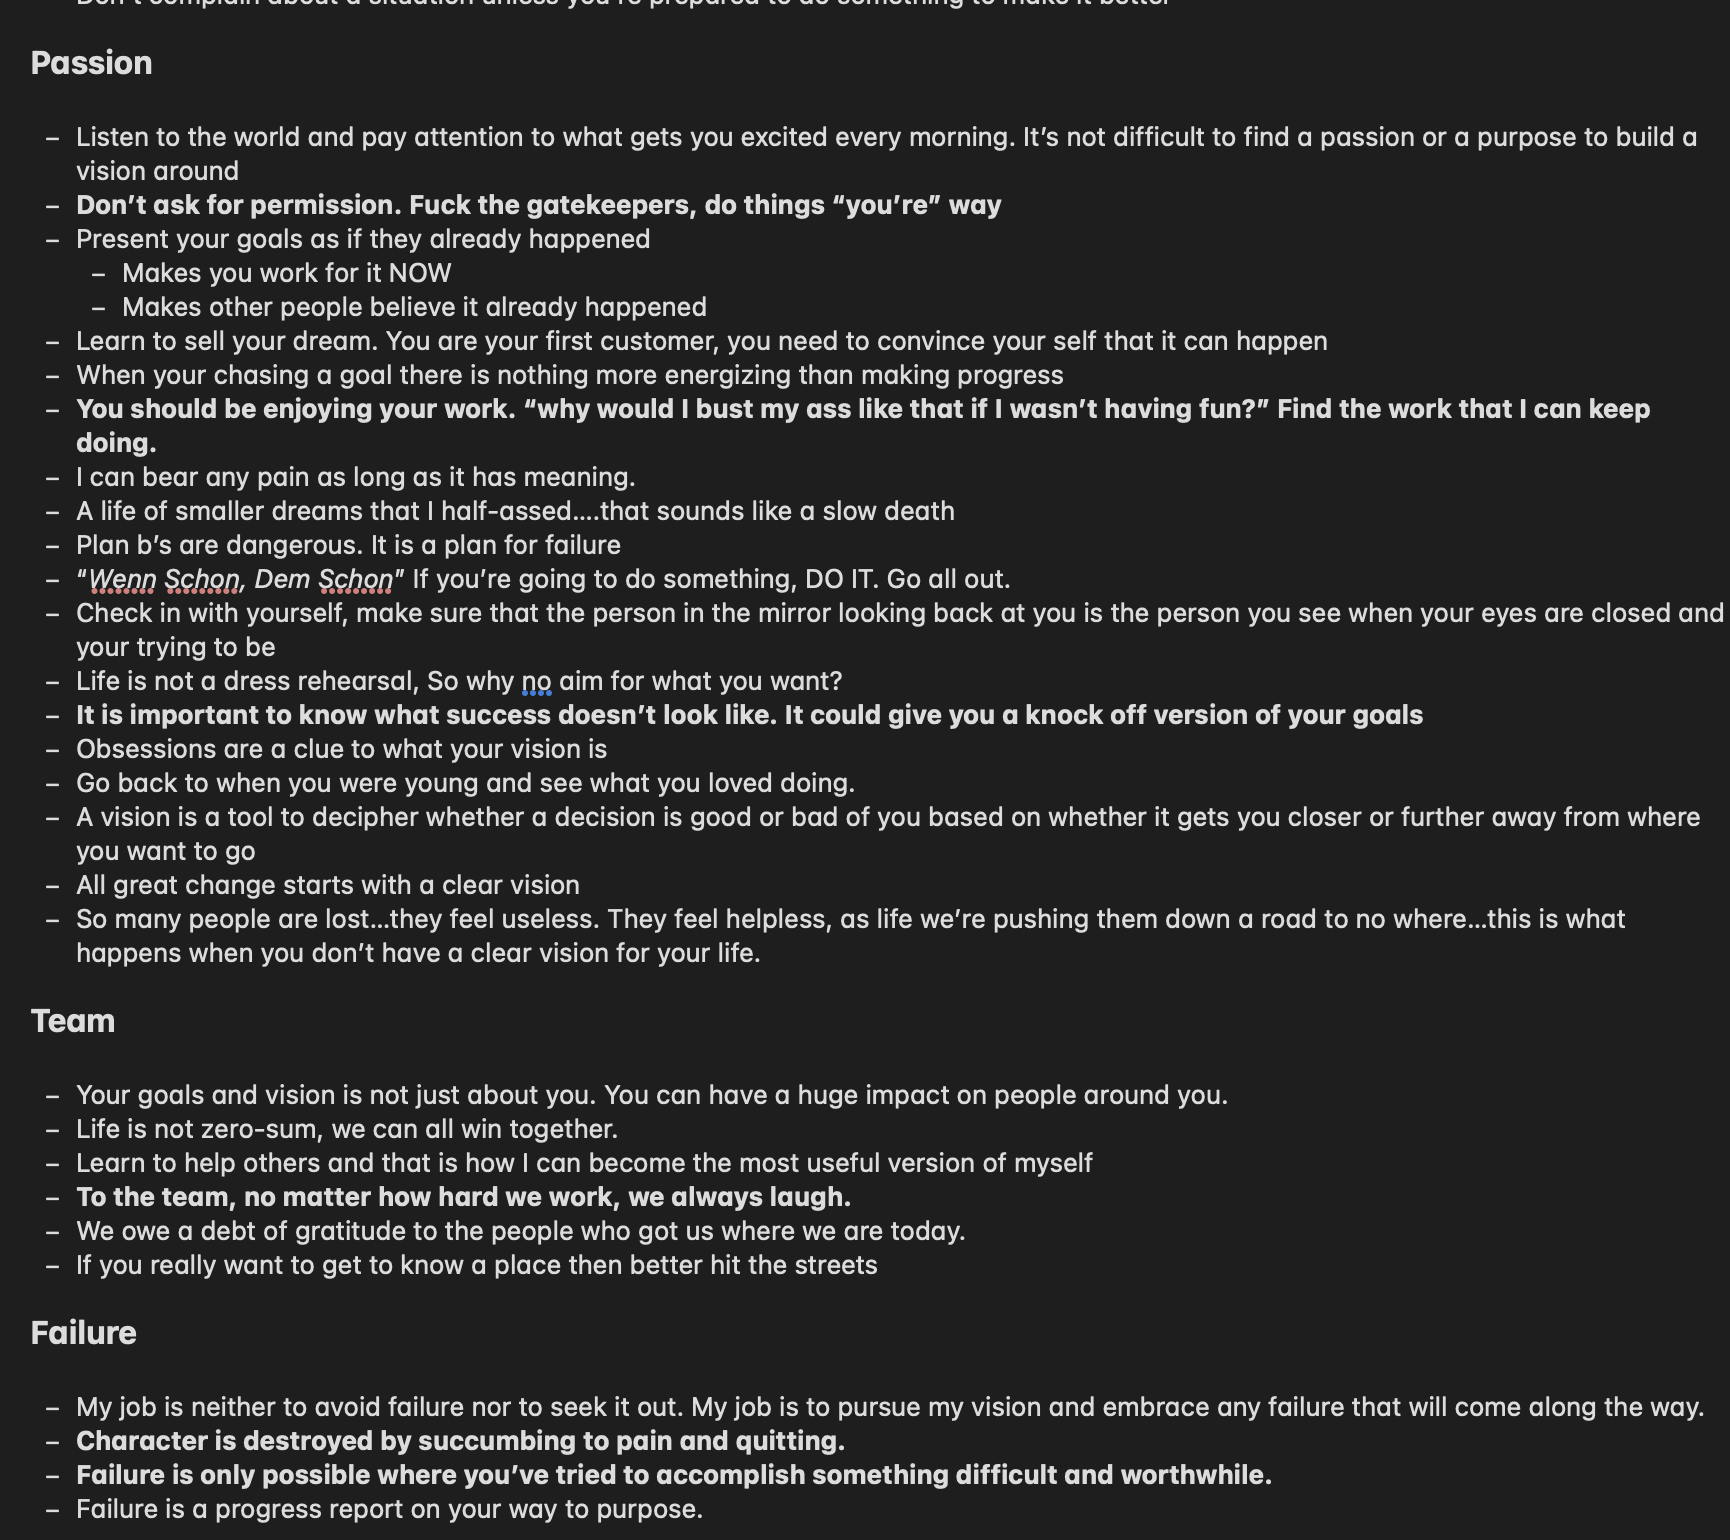 Don't complain about a situation unless you're prepared to do something to make it better
Passion
– Listen to the world and pay attention to what gets you excited every morning. It's not difficult to find a passion or a purpose to build a
vision around
– Don't ask for permission. Fuck the gatekeepers, do things “you're” way
– Present your goals as if they already happened
– Makes you work for it NOW
– Makes other people believe it already happened
– Learn to sell your dream. You are your first customer, you need to convince your self that it can happen
– When your chasing a goal there is nothing more energizing than making progress
– You should be enjoying your work. “why would I bust my ass like that if I wasn't having fun?” Find the work that I can keep
doing.
– I can bear any pain as long as it has meaning.
– A life of smaller dreams that I half-assed....that sounds like a slow death
– Plan b's are dangerous. It is a plan for failure
– “Wenn Schon, Dem Schon” If you're going to do something, DO IT. Go all out.
– Check in with yourself, make sure that the person in the mirror looking back at you is the person you see when your eyes are closed and
your trying to be
– Life is not a dress rehearsal, So why no aim for what you want?
– It is important to know what success doesn't look like. It could give you a knock off version of your goals
– Obsessions are a clue to what your vision is
– Go back to when you were young and see what you loved doing.
– A vision is a tool to decipher whether a decision is good or bad of you based on whether it gets you closer or further away from where
you want to go
– All great change starts with a clear vision
– So many people are lost...they feel useless. They feel helpless, as life we're pushing them down a road to no where...this is what
happens when you don't have a clear vision for your life.
Team
– Your goals and vision is not just about you. You can have a huge impact on people around you.
– Life is not zero-sum, we can all win together.
– Learn to help others and that is how I can become the most useful version of myself
– To the team, no matter how hard we work, we always laugh.
– We owe a debt of gratitude to the people who got us where we are today.
– If you really want to get to know a place then better hit the streets
Failure
– My job is neither to avoid failure nor to seek it out. My job is to pursue my vision and embrace any failure that will come along the way.
– Character is destroyed by succumbing to pain and quitting.
– Failure is only possible where you've tried to accomplish something difficult and worthwhile.
– Failure is a progress report on your way to purpose.